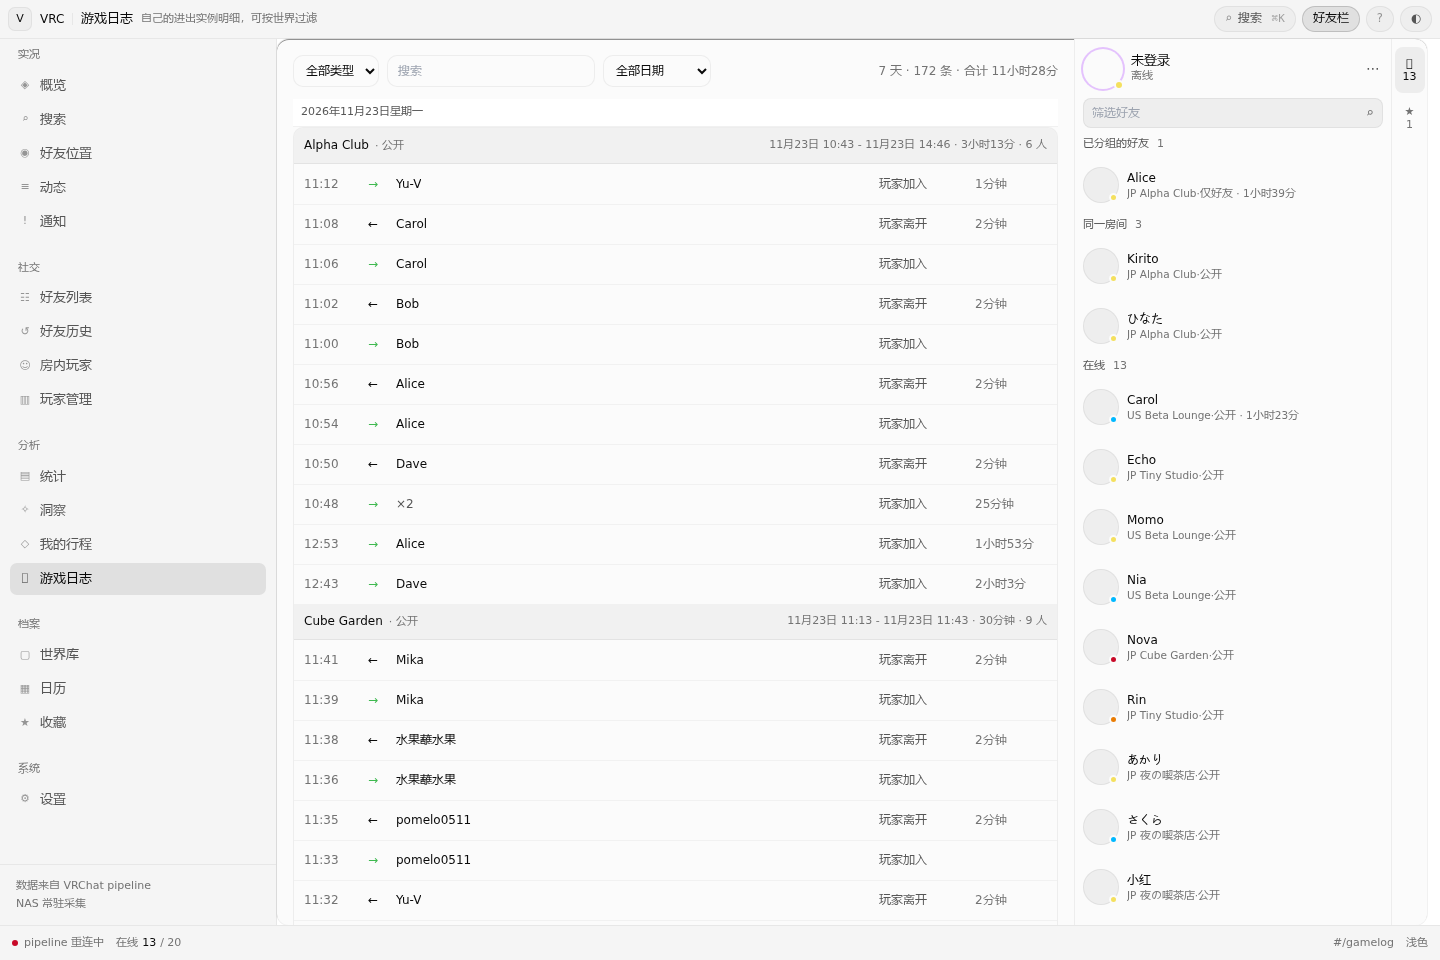 V VRC 游戏日志 自己的进出实例明细，可按世界过滤
⌕ 搜索 ⌘K 好友栏 ? ◐
实况
◈ 概览
⌕ 搜索
◉ 好友位置
≡ 动态
! 通知
社交
☷ 好友列表
↺ 好友历史
☺ 房内玩家
▥ 玩家管理
分析
▤ 统计
✧ 洞察
◇ 我的行程
游戏日志
档案
▢ 世界库
▦ 日历
★ 收藏
系统
⚙ 设置
数据来自 VRChat pipeline
NAS 常驻采集
全部类型 搜索 全部日期 7 天 · 172 条 · 合计 11小时28分
2026年11月23日星期一
Alpha Club · 公开 11月23日 10:43 - 11月23日 14:46 · 3小时13分 · 6 人
11:12 → Yu-V 玩家加入 1分钟
11:08 ← Carol 玩家离开 2分钟
11:06 → Carol 玩家加入
11:02 ← Bob 玩家离开 2分钟
11:00 → Bob 玩家加入
10:56 ← Alice 玩家离开 2分钟
10:54 → Alice 玩家加入
10:50 ← Dave 玩家离开 2分钟
10:48 → ×2 玩家加入 25分钟
12:53 → Alice 玩家加入 1小时53分
12:43 → Dave 玩家加入 2小时3分
Cube Garden · 公开 11月23日 11:13 - 11月23日 11:43 · 30分钟 · 9 人
11:41 ← Mika 玩家离开 2分钟
11:39 → Mika 玩家加入
11:38 ← 水果華水果 玩家离开 2分钟
11:36 → 水果華水果 玩家加入
11:35 ← pomelo0511 玩家离开 2分钟
11:33 → pomelo0511 玩家加入
11:32 ← Yu-V 玩家离开 2分钟
未登录
离线
···
筛选好友 ⌕
已分组的好友 1
Alice
JP Alpha Club·仅好友 · 1小时39分
同一房间 3
Kirito
JP Alpha Club·公开
ひなた
JP Alpha Club·公开
在线 13
Carol
US Beta Lounge·公开 · 1小时23分
Echo
JP Tiny Studio·公开
Momo
US Beta Lounge·公开
Nia
US Beta Lounge·公开
Nova
JP Cube Garden·公开
Rin
JP Tiny Studio·公开
あかり
JP 夜の喫茶店·公开
さくら
JP 夜の喫茶店·公开
小红
JP 夜の喫茶店·公开
13
★
1
pipeline 重连中 在线 13 / 20 #/gamelog 浅色